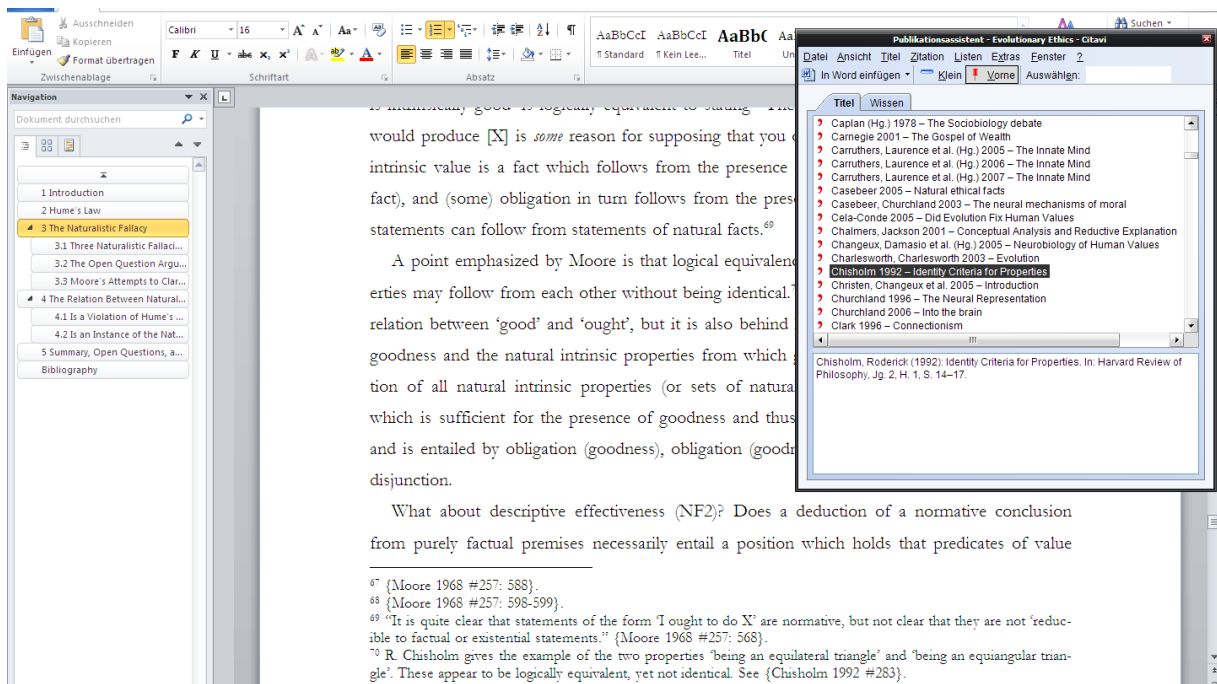 Ausschneiden
Kopieren
Format übertragen
Einfügen
Zwischenablage
Calibri 16
F K U abc x₂ x² A A
Schriftart
Absatz
AaBbCcI AaBbCcI AaBb( Aa
¶ Standard ¶ Kein Lee... Titel Un
Suchen
Navigation
Dokument durchsuchen
1 Introduction
2 Hume's Law
3 The Naturalistic Fallacy
3.1 Three Naturalistic Fallaci...
3.2 The Open Question Argu...
3.3 Moore's Attempts to Clar...
4 The Relation Between Natural...
4.1 Is a Violation of Hume's ...
4.2 Is an Instance of the Nat...
5 Summary, Open Questions, a...
Bibliography
would produce [X] is some reason for supposing that you
intrinsic value is a fact which follows from the presence
fact), and (some) obligation in turn follows from the pres
statements can follow from statements of natural facts.⁶⁹
A point emphasized by Moore is that logical equivalenc
erties may follow from each other without being identical.
relation between ‘good’ and ‘ought’, but it is also behind
goodness and the natural intrinsic properties from which
tion of all natural intrinsic properties (or sets of natura
which is sufficient for the presence of goodness and thus
and is entailed by obligation (goodness), obligation (goodn
disjunction.
What about descriptive effectiveness (NF2)? Does a deduction of a normative conclusion
from purely factual premises necessarily entail a position which holds that predicates of value
⁶⁷ {Moore 1968 #257: 588}.
⁶⁸ {Moore 1968 #257: 598-599}.
⁶⁹ “It is quite clear that statements of the form ‘I ought to do X’ are normative, but not clear that they are not ‘reduc-
ible to factual or existential statements.” {Moore 1968 #257: 568}.
⁷⁰ R. Chisholm gives the example of the two properties ‘being an equilateral triangle’ and ‘being an equiangular trian-
gle’. These appear to be logically equivalent, yet not identical. See {Chisholm 1992 #283}.
Publikationsassistent - Evolutionary Ethics - Citavi
Datei Ansicht Titel Zitation Listen Extras Fenster ?
In Word einfügen Klein Vorne Auswählen:
Titel Wissen
Caplan (Hg.) 1978 – The Sociobiology debate
Carnegie 2001 – The Gospel of Wealth
Carruthers, Laurence et al. (Hg.) 2005 – The Innate Mind
Carruthers, Laurence et al. (Hg.) 2006 – The Innate Mind
Carruthers, Laurence et al. (Hg.) 2007 – The Innate Mind
Casebeer 2005 – Natural ethical facts
Casebeer, Churchland 2003 – The neural mechanisms of moral
Cela-Conde 2005 – Did Evolution Fix Human Values
Chalmers, Jackson 2001 – Conceptual Analysis and Reductive Explanation
Changeux, Damasio et al. (Hg.) 2005 – Neurobiology of Human Values
Charlesworth, Charlesworth 2003 – Evolution
Chisholm 1992 – Identity Criteria for Properties
Christen, Changeux et al. 2005 – Introduction
Churchland 1996 – The Neural Representation
Churchland 2006 – Into the brain
Clark 1996 – Connectionism
Chisholm, Roderick (1992): Identity Criteria for Properties. In: Harvard Review of
Philosophy, Jg. 2, H. 1, S. 14–17.